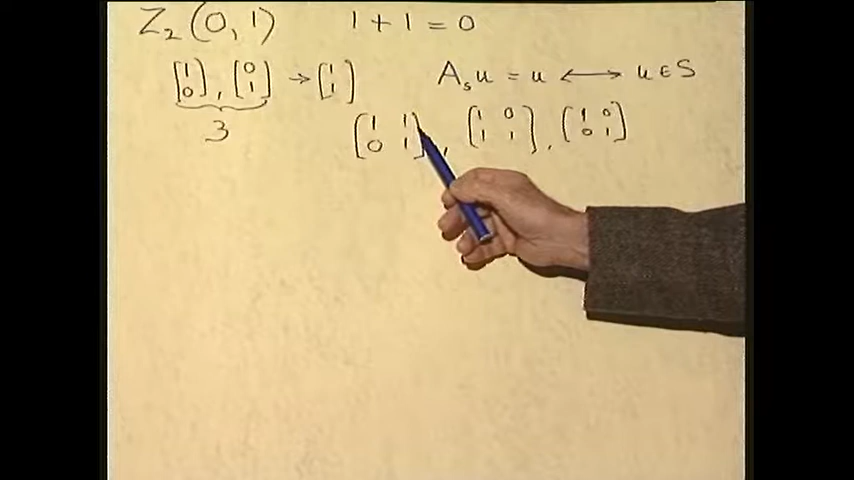 Z₂(0,1) 1 + 1 = 0
[1 0], [0 1] → [1 1] Aₛu = u ⟷ u ∈ S
3 [1 1; 0 1], [1 0; 1 1], [1 0; 0 1]